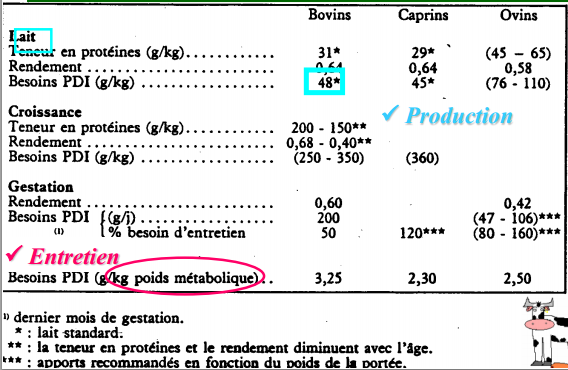 Bovins Caprins Ovins
Lait
Teneur en protéines (g/kg)................ 31* 29* (45 – 65)
Rendement ........................... 0,64 0,64 0,58
Besoins PDI (g/kg) ..................... 48* 45* (76 - 110)
Croissance
✓ Production
Teneur en protéines (g/kg)............... 200 - 150**
Rendement ........................... 0,68 - 0,40**
Besoins PDI (g/kg) ..................... (250 - 350) (360)
Gestation
Rendement ........................... 0,60 0,42
Besoins PDI { (g/j) .................... 200 (47 - 106)***
(1) { % besoin d'entretien 50 120*** (80 - 160)***
✓ Entretien
Besoins PDI (g/kg poids métabolique)... 3,25 2,30 2,50
1) dernier mois de gestation.
* : lait standard.
** : la teneur en protéines et le rendement diminuent avec l'âge.
*** : apports recommandés en fonction du poids de la portée.